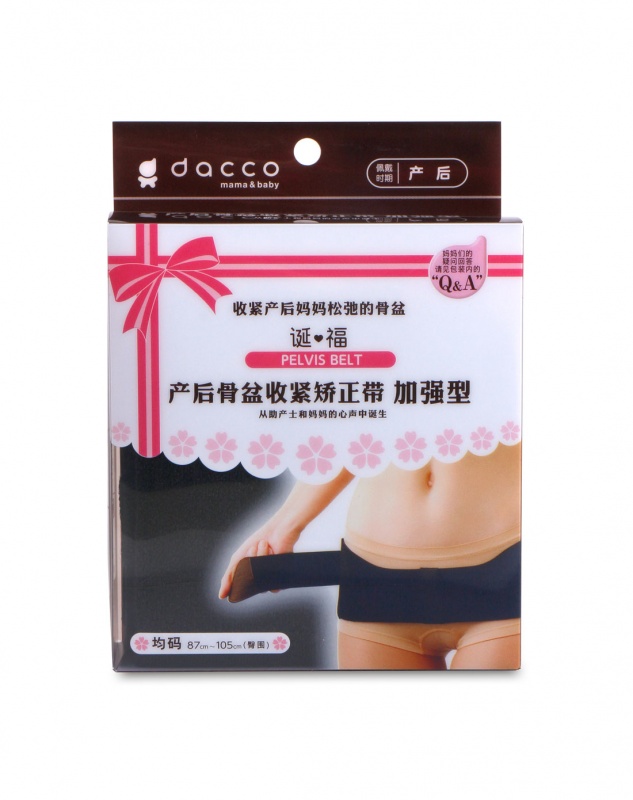 dacco
mama & baby
佩戴
时期
产后
妈妈们的
疑问回答
请见包装内的
“Q&A”
收紧产后妈妈松弛的骨盆
诞♥福
PELVIS BELT
产后骨盆收紧矫正带 加强型
从助产士和妈妈的心声中诞生
均码 87cm~105cm(臀围)